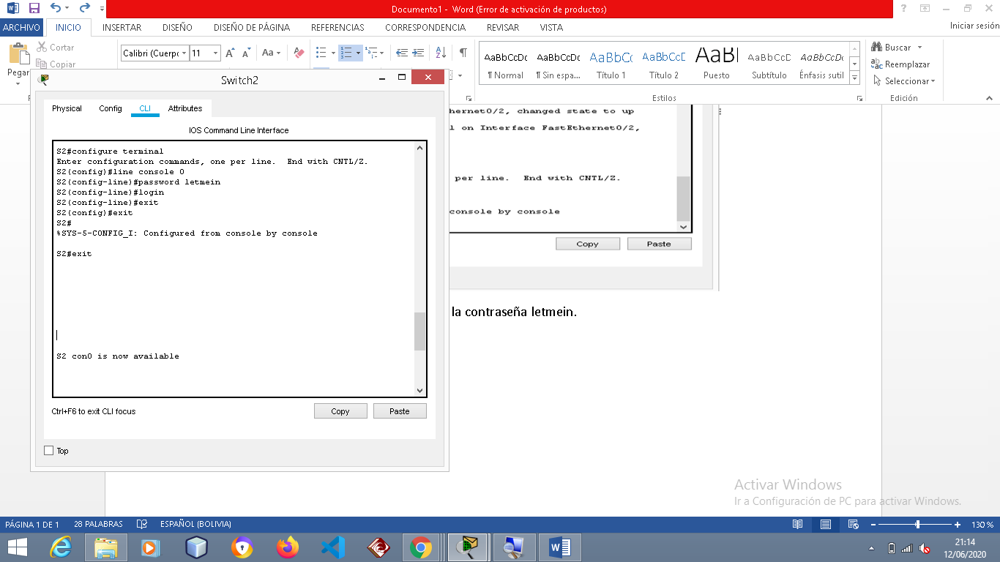 Documento1 - Word (Error de activación de productos)
ARCHIVO INICIO INSERTAR DISEÑO DISEÑO DE PÁGINA REFERENCIAS CORRESPONDENCIA REVISAR VISTA Iniciar sesión
Pegar
Cortar
Copiar
Calibri (Cuerpo 11
AaBbCcDc AaBbCcDc AaBbCc AaBbCcD AaBl AaBbCcD AaBbCcDc
¶ Normal ¶ Sin espa... Título 1 Título 2 Puesto Subtítulo Énfasis sutil
Estilos
Buscar
Reemplazar
Seleccionar
Edición
Switch2
Physical Config CLI Attributes
IOS Command Line Interface
S2#configure terminal
Enter configuration commands, one per line.  End with CNTL/Z.
S2(config)#line console 0
S2(config-line)#password letmein
S2(config-line)#login
S2(config-line)#exit
S2(config)#exit
S2#
%SYS-5-CONFIG_I: Configured from console by console
S2#exit
S2 con0 is now available
Ctrl+F6 to exit CLI focus
Copy Paste
Top
hernet0/2, changed state to up
l on Interface FastEthernet0/2,
per line.  End with CNTL/Z.
console by console
Copy Paste
la contraseña letmein.
Activar Windows
Ir a Configuración de PC para activar Windows.
PÁGINA 1 DE 1 28 PALABRAS ESPAÑOL (BOLIVIA) 130 %
21:14
12/06/2020